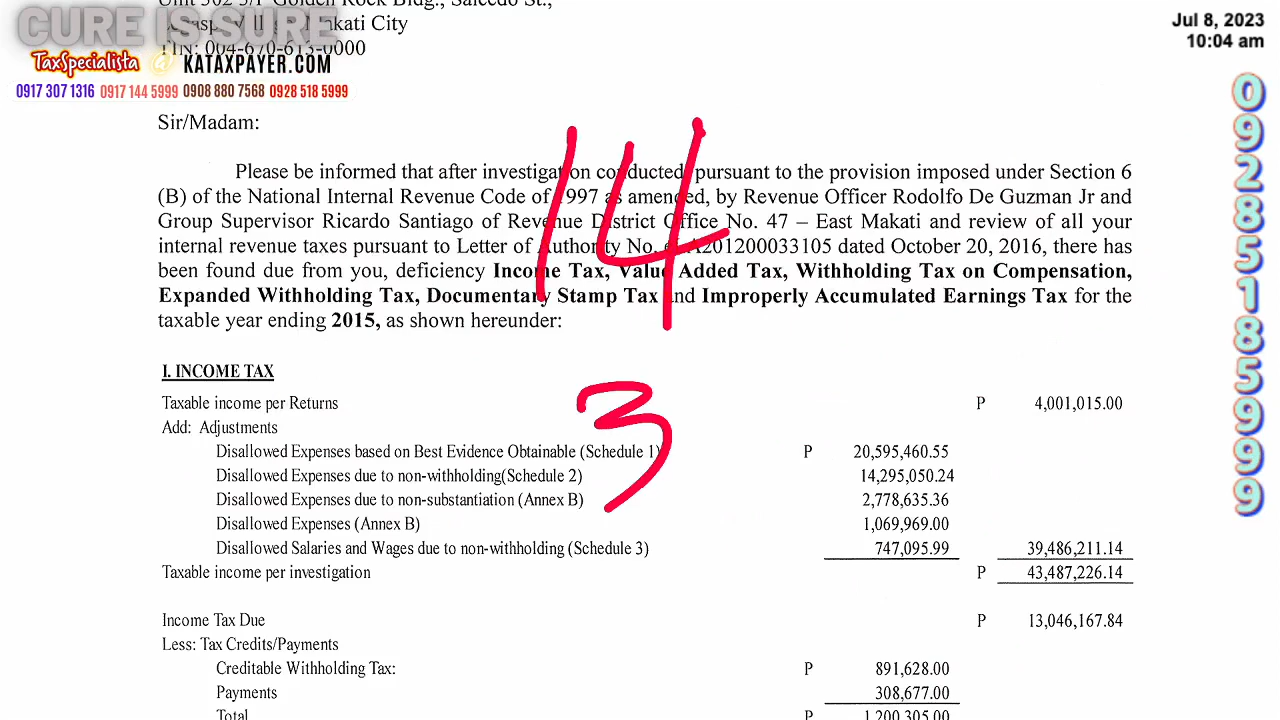 CURE IS SURE
TaxSpecialista @ KATAXPAYER.COM
0917 307 1316 0917 144 5999 0908 880 7568 0928 518 5999
Jul 8, 2023
10:04 am
09285185999
Makati City
TIN: 004-670-613-0000
Sir/Madam:
Please be informed that after investigation conducted, pursuant to the provision imposed under Section 6
(B) of the National Internal Revenue Code of 1997 as amended, by Revenue Officer Rodolfo De Guzman Jr and
Group Supervisor Ricardo Santiago of Revenue District Office No. 47 – East Makati and review of all your
internal revenue taxes pursuant to Letter of Authority No. eLA201200033105 dated October 20, 2016, there has
been found due from you, deficiency Income Tax, Value Added Tax, Withholding Tax on Compensation,
Expanded Withholding Tax, Documentary Stamp Tax and Improperly Accumulated Earnings Tax for the
taxable year ending 2015, as shown hereunder:
14
3
I. INCOME TAX
Taxable income per Returns P 4,001,015.00
Add: Adjustments
Disallowed Expenses based on Best Evidence Obtainable (Schedule 1) P 20,595,460.55
Disallowed Expenses due to non-withholding(Schedule 2) 14,295,050.24
Disallowed Expenses due to non-substantiation (Annex B) 2,778,635.36
Disallowed Expenses (Annex B) 1,069,969.00
Disallowed Salaries and Wages due to non-withholding (Schedule 3) 747,095.99 39,486,211.14
Taxable income per investigation P 43,487,226.14
Income Tax Due P 13,046,167.84
Less: Tax Credits/Payments
Creditable Withholding Tax: P 891,628.00
Payments 308,677.00
Total P 1,200,305.00